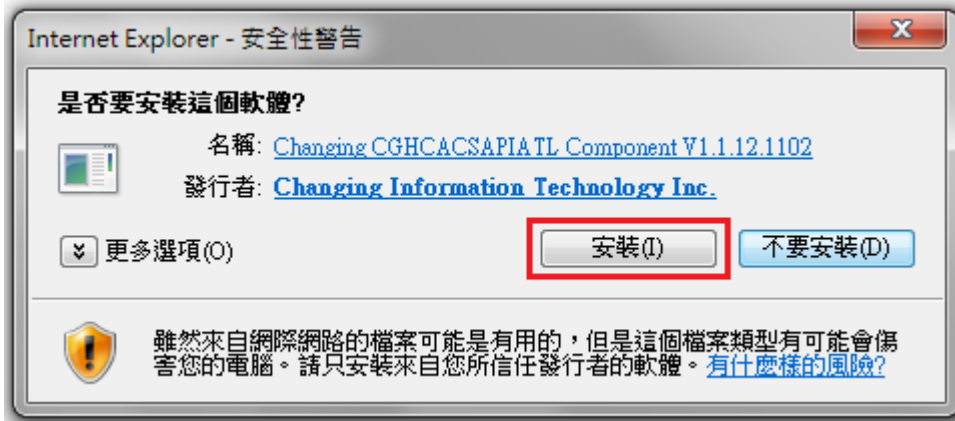 Internet Explorer - 安全性警告
是否要安裝這個軟體?
名稱: Changing CGHCACSAPIATL Component V1.1.12.1102
發行者: Changing Information Technology Inc.
更多選項(O) 安裝(I) 不要安裝(D)
雖然來自網際網路的檔案可能是有用的，但是這個檔案類型有可能會傷
害您的電腦。請只安裝來自您所信任發行者的軟體。有什麼樣的風險?